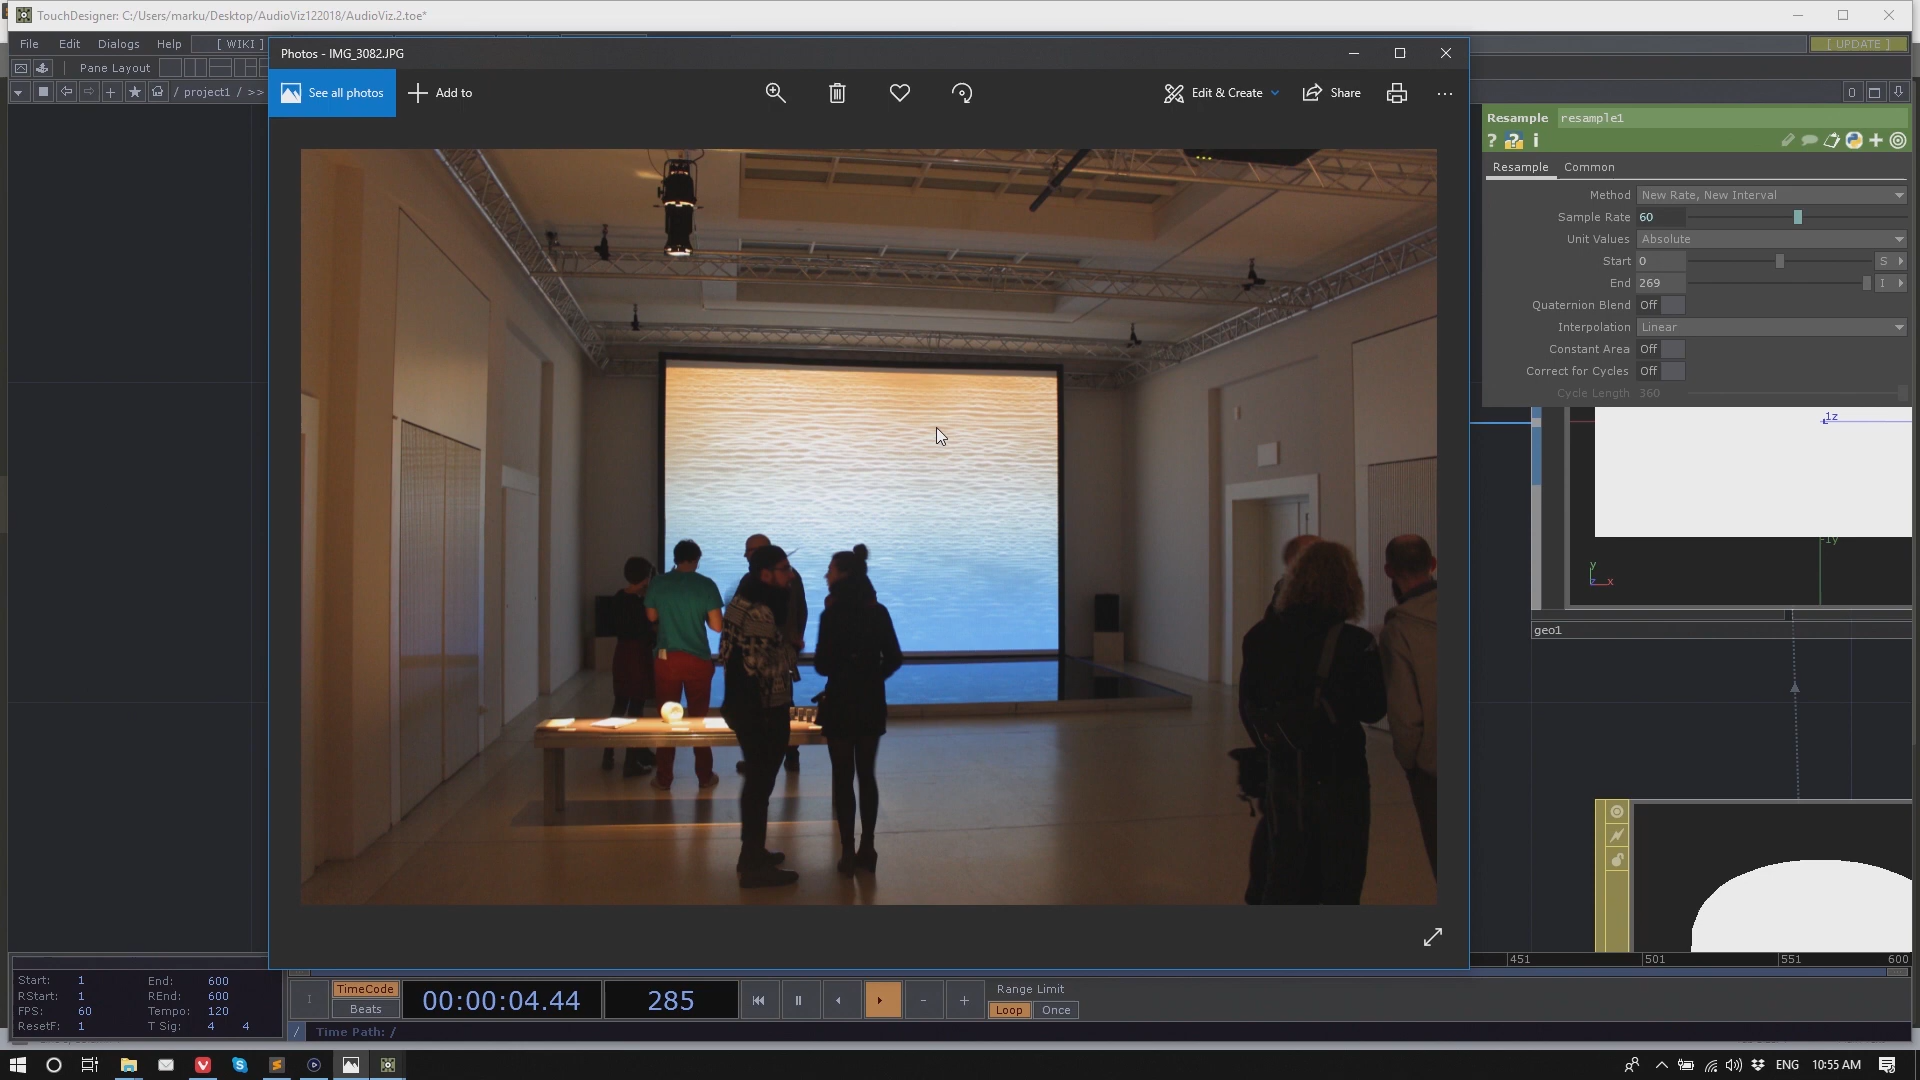 TouchDesigner: C:/Users/marku/Desktop/AudioViz122018/AudioViz.2.toe*
File Edit Dialogs Help [ WIKI ] [ UPDATE ]
Pane Layout
/ project1 / >> 0
Photos - IMG_3082.JPG
See all photos Add to Edit & Create Share ...
Resample resample1
? ? i
Resample Common
Method New Rate, New Interval
Sample Rate 60
Unit Values Absolute
Start 0 S
End 269 I
Quaternion Blend Off
Interpolation Linear
Constant Area Off
Correct for Cycles Off
Cycle Length 360
1z
-1y
y
z x
geo1
451 501 551 600
Start: 1 End: 600
RStart: 1 REnd: 600
FPS: 60 Tempo: 120
ResetF: 1 T Sig: 4 4
I TimeCode Beats 00:00:04.44 285 - + Range Limit
Loop Once
/ Time Path: /
ENG 10:55 AM